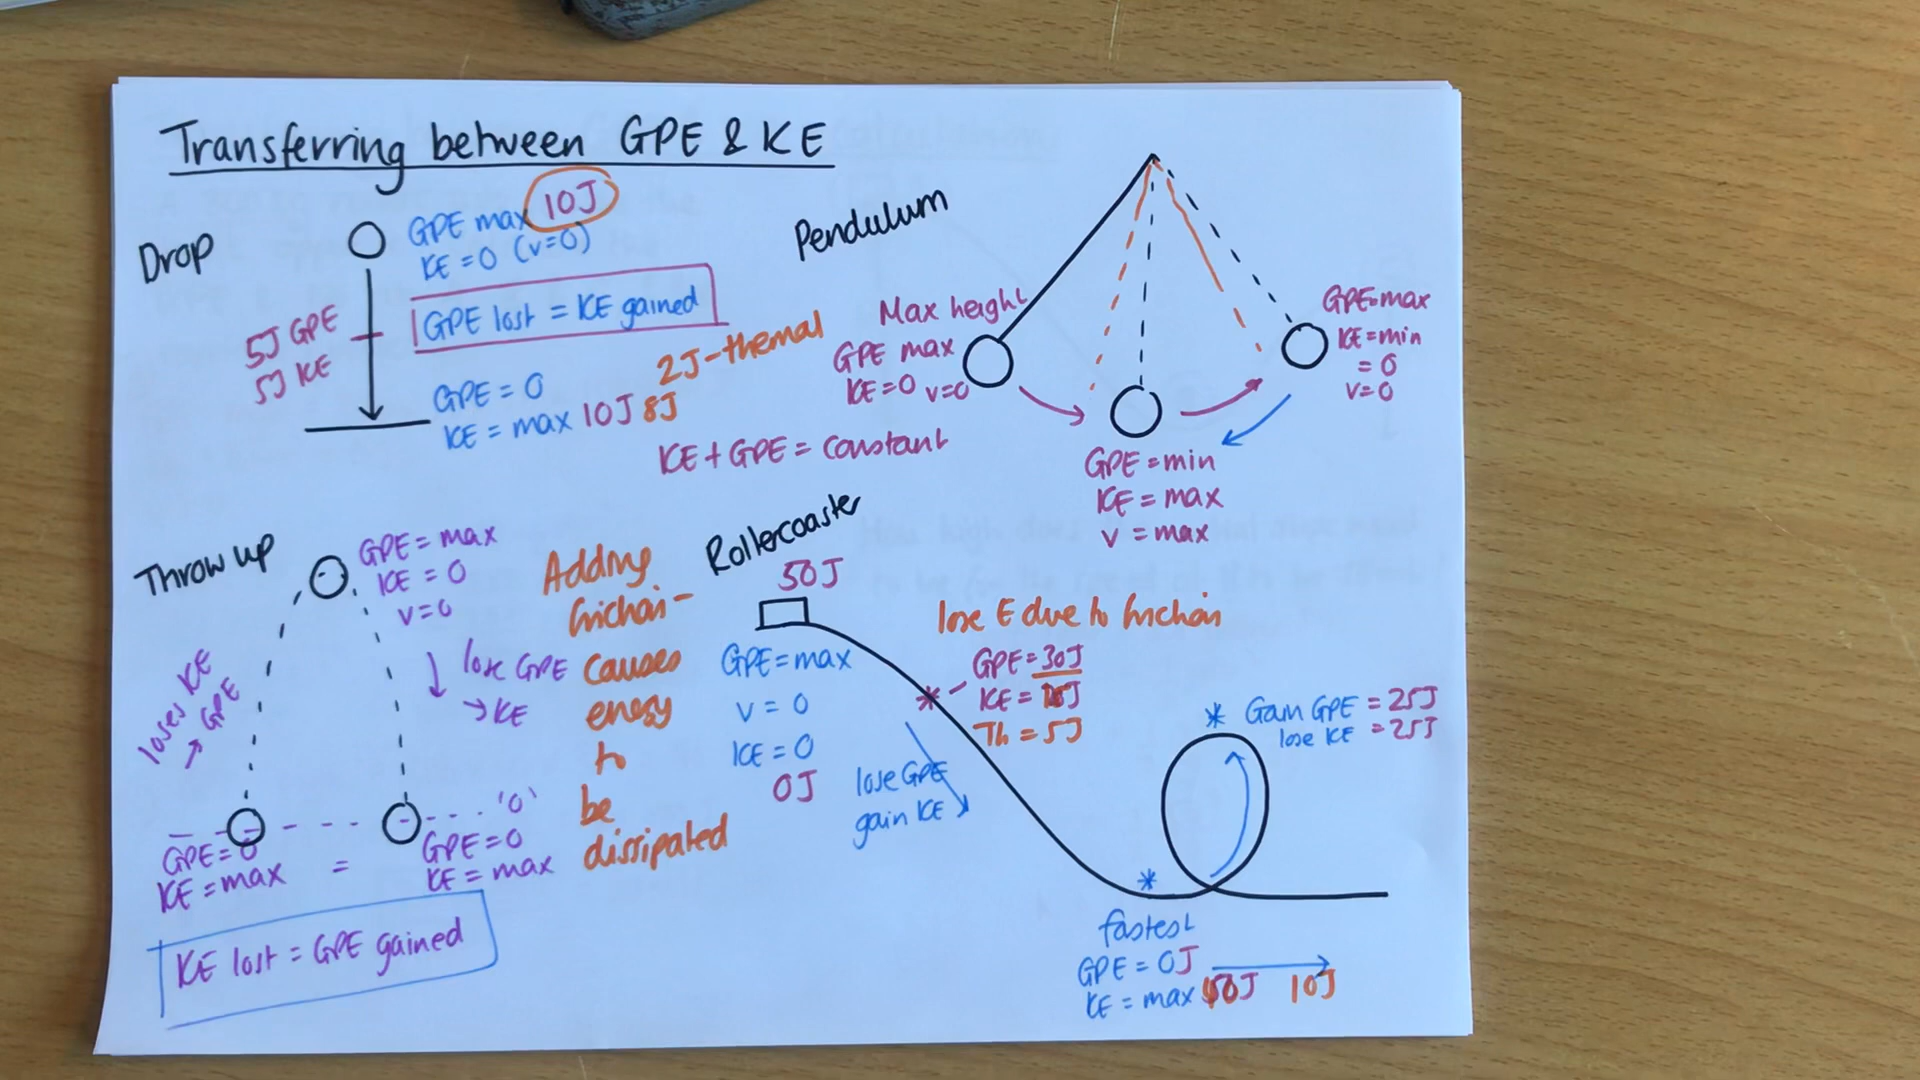 Transferring between GPE & KE
Drop
GPE max 10J
KE = 0 (v=0)
GPE lost = KE gained
5J GPE
5J KE
2J - themal
GPE = 0
KE = max 10J 8J
KE + GPE = constant
Pendulum
Max height
GPE max
KE=0 v=0
GPE = min
KE = max
v = max
GPE=max
KE = min
= 0
v=0
Throw up
GPE = max
KE = 0
v=0
loses KE
→ GPE
↓ lose GPE
→ KE
'0'
GPE = 0
KE = max
=
GPE = 0
KE = max
KE lost = GPE gained
Adding
friction -
causes
energy
to
be
dissipated
Rollercoaster
50J
GPE = max
v = 0
KE = 0
0J
lose GPE
gain KE
lose E due to friction
GPE = 30J
KE =
Th = 5J
* Gain GPE = 25J
lose KE = 25J
*
fastest
GPE = 0J
KE = max
10J